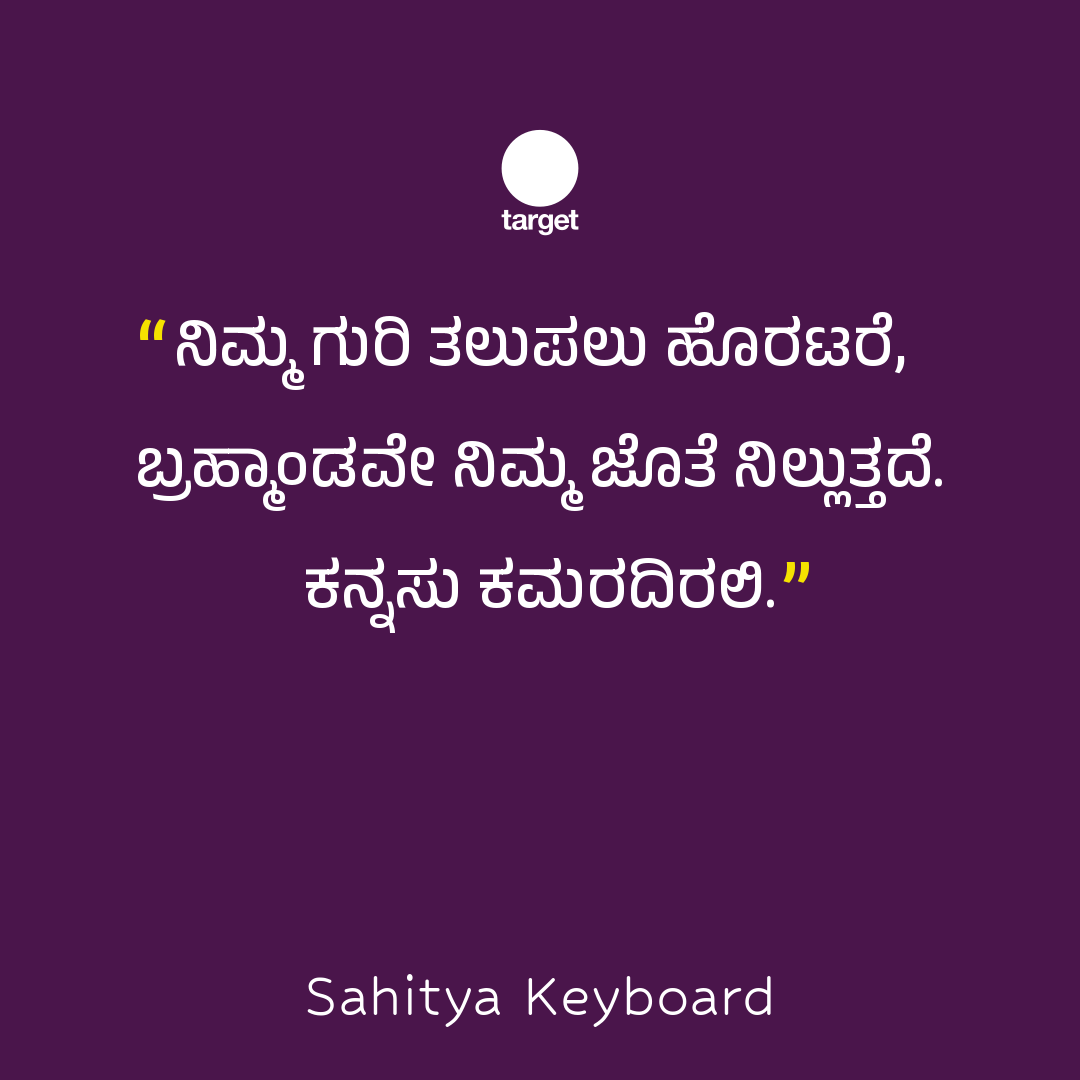 target
“ನಿಮ್ಮ ಗುರಿ ತಲುಪಲು ಹೊರಟರೆ,
ಬ್ರಹ್ಮಾಂಡವೇ ನಿಮ್ಮ ಜೊತೆ ನಿಲ್ಲುತ್ತದೆ.
ಕನ್ನಸು ಕಮರದಿರಲಿ.”
Sahitya Keyboard